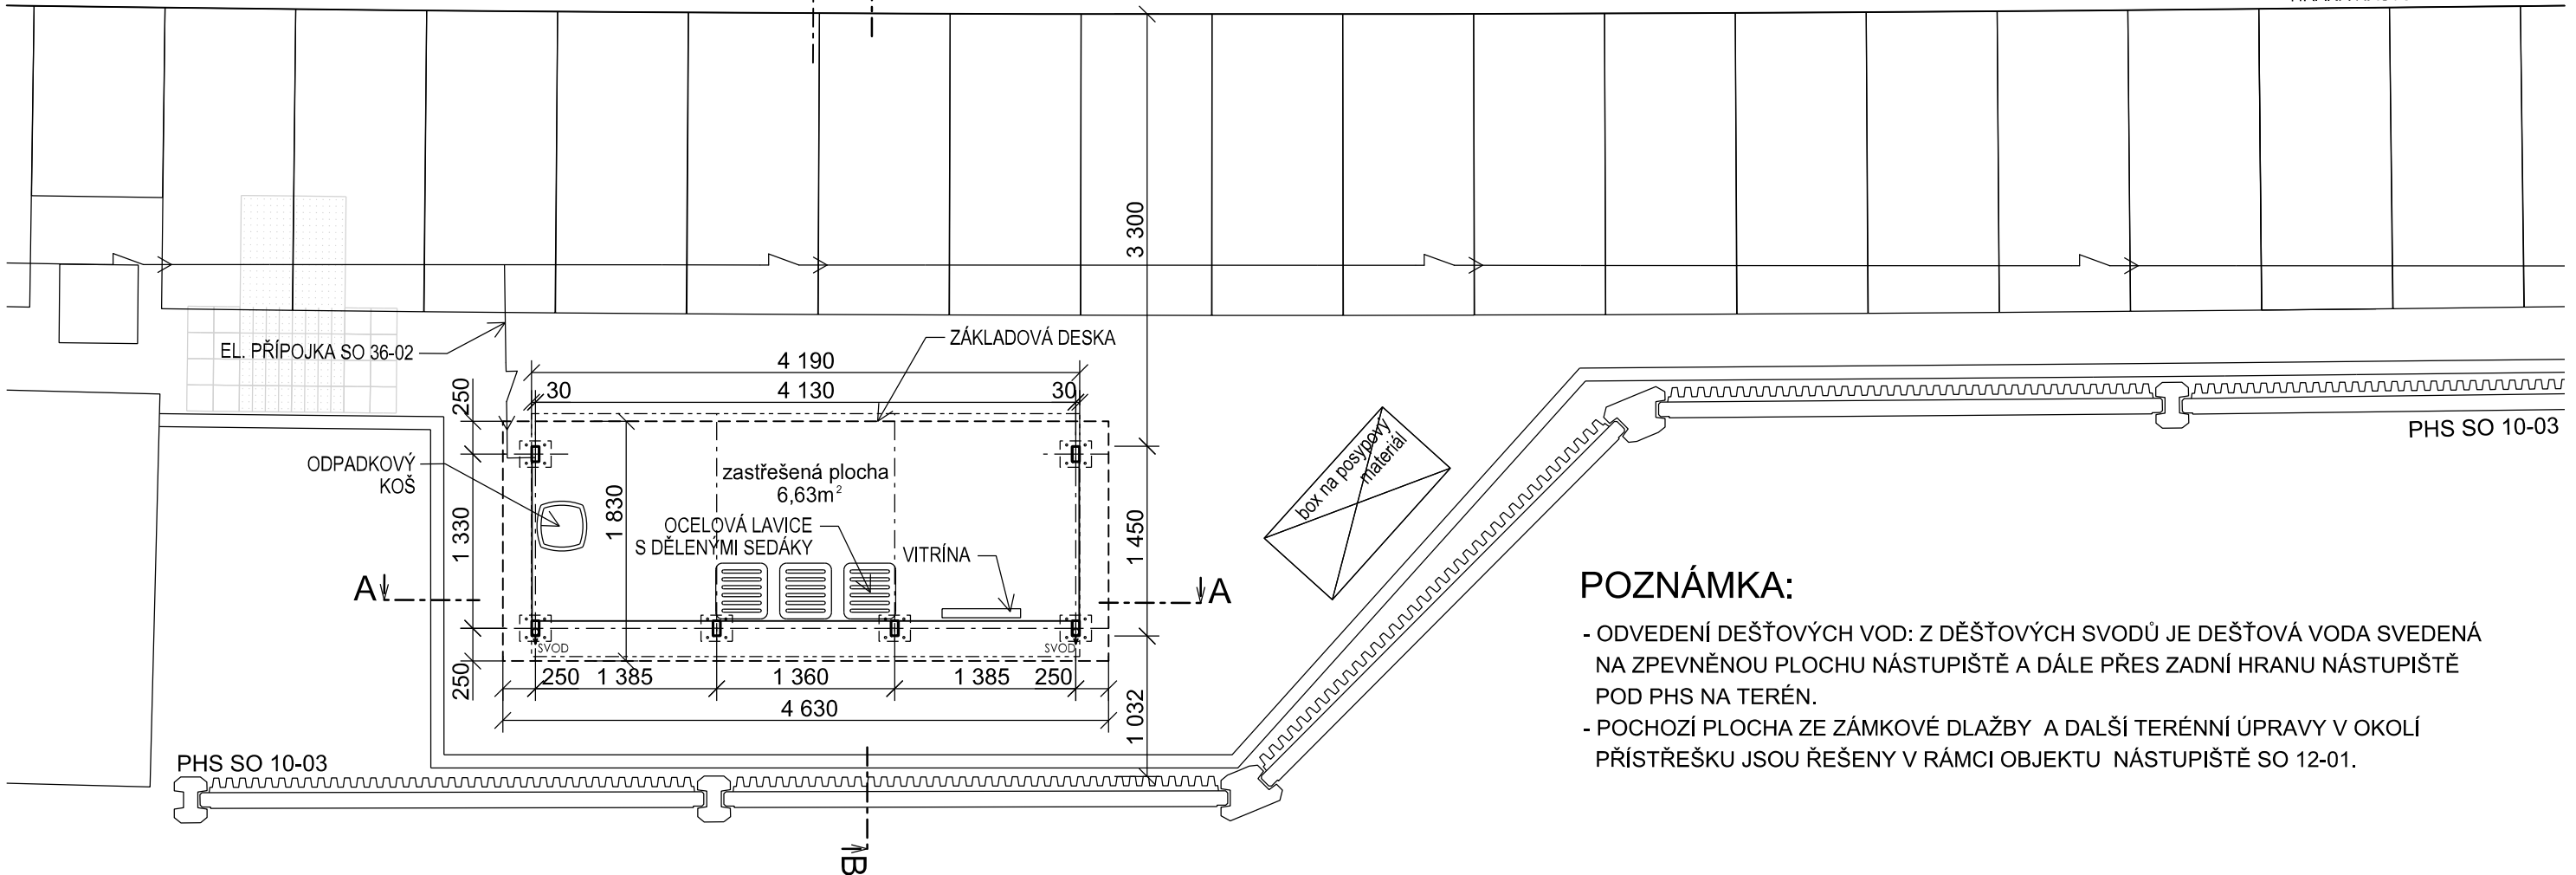 3 300
EL. PŘÍPOJKA SO 36-02
ZÁKLADOVÁ DESKA
4 190
30
4 130
30
250
1 330
250
ODPADKOVÝ
KOŠ
1 830
zastřešená plocha
6,63m²
OCELOVÁ LAVICE
S DĚLENÝMI SEDÁKY
VITRÍNA
1 450
1 032
box na posypový
materiál
PHS SO 10-03
A
A
SVOD
SVOD
250
1 385
1 360
1 385
250
4 630
PHS SO 10-03
B
POZNÁMKA:
- ODVEDENÍ DEŠŤOVÝCH VOD: Z DĚŠŤOVÝCH SVODŮ JE DEŠŤOVÁ VODA SVEDENÁ
NA ZPEVNĚNOU PLOCHU NÁSTUPIŠTĚ A DÁLE PŘES ZADNÍ HRANU NÁSTUPIŠTĚ
POD PHS NA TERÉN.
- POCHOZÍ PLOCHA ZE ZÁMKOVÉ DLAŽBY A DALŠÍ TERÉNNÍ ÚPRAVY V OKOLÍ
PŘÍSTŘEŠKU JSOU ŘEŠENY V RÁMCI OBJEKTU NÁSTUPIŠTĚ SO 12-01.